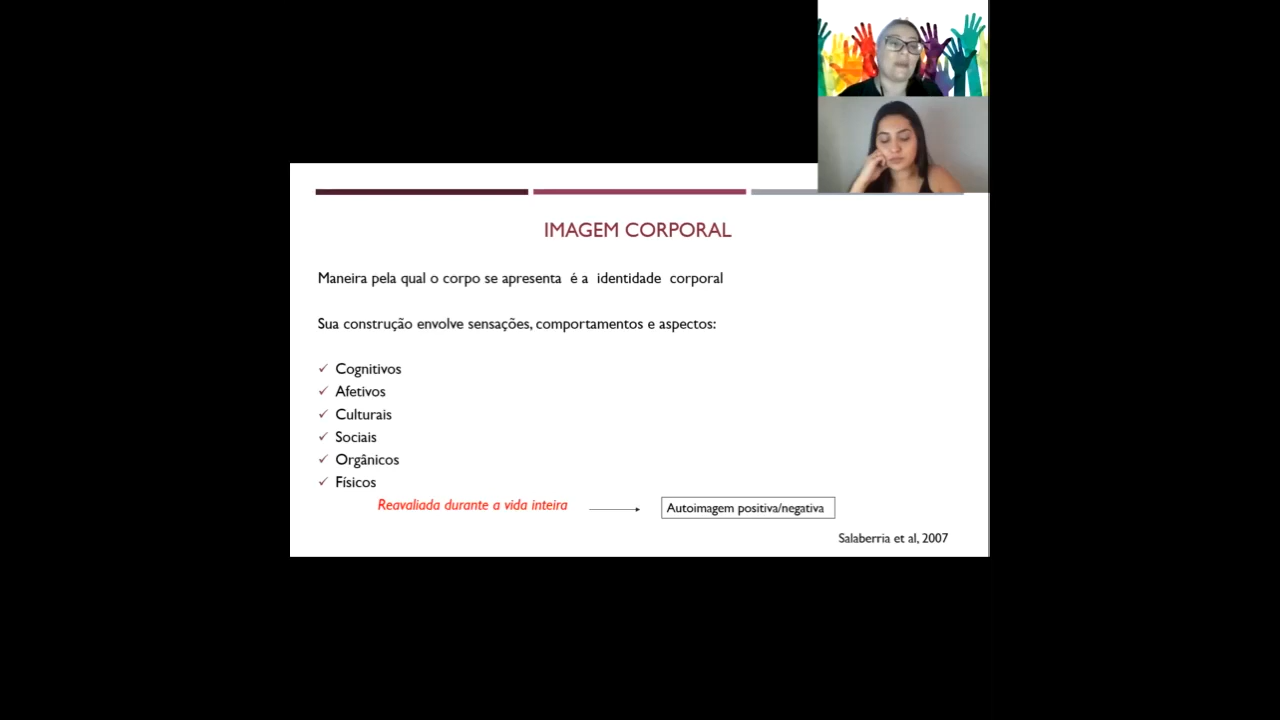 IMAGEM CORPORAL
Maneira pela qual o corpo se apresenta é a identidade corporal
Sua construção envolve sensações, comportamentos e aspectos:
✓ Cognitivos
✓ Afetivos
✓ Culturais
✓ Sociais
✓ Orgânicos
✓ Físicos
Reavaliada durante a vida inteira
Autoimagem positiva/negativa
Salaberria et al, 2007